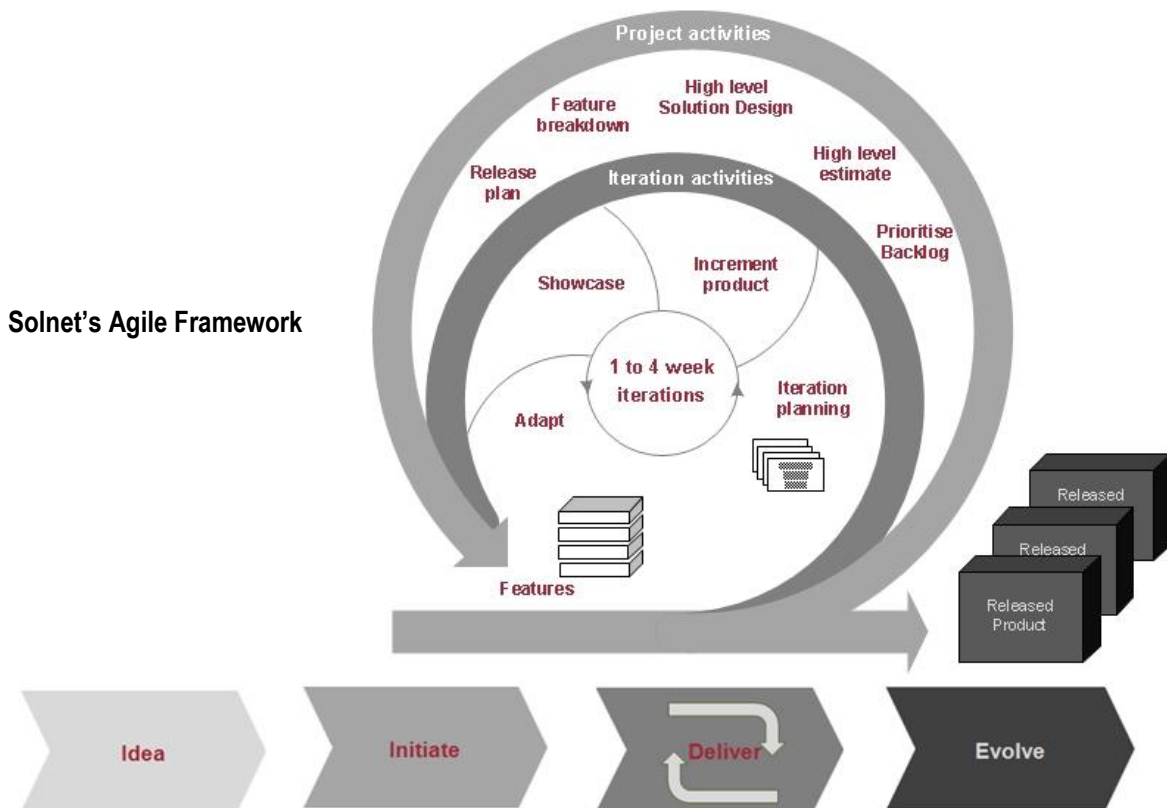 Project activities
High level
Solution Design
Feature
breakdown
High level
estimate
Release
plan
Iteration activities
Prioritise
Backlog
Increment
product
Showcase
Solnet's Agile Framework
1 to 4 week
iterations
Iteration
planning
Adapt
Released
Released
Released
Product
Features
Idea
Initiate
Deliver
Evolve